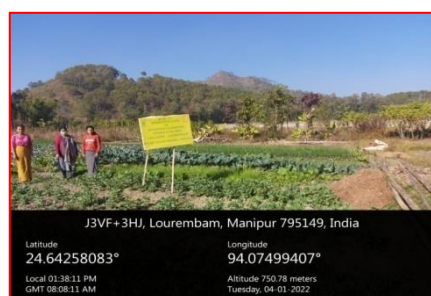 J3VF+3HJ, Lourembam, Manipur 795149, India
Latitude
Longitude
24.64258083°
94.07499407°
Local 01:38:11 PM
Altitude 750.78 meters
GMT 08:08:11 AM
Tuesday, 04-01-2022